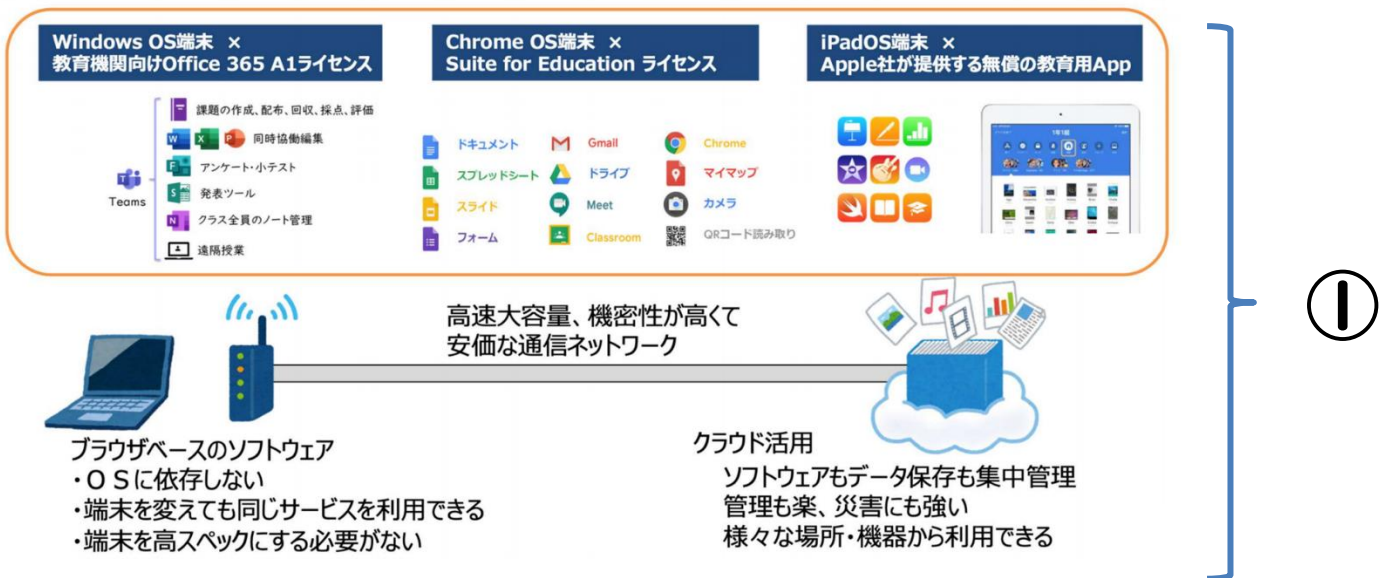 Windows OS端末 ×
教育機関向けOffice 365 A1ライセンス
Teams
課題の作成、配布、回収、採点、評価
同時協働編集
アンケート・小テスト
発表ツール
クラス全員のノート管理
遠隔授業
Chrome OS端末 ×
Suite for Education ライセンス
ドキュメント
Gmail
Chrome
スプレッドシート
ドライブ
マイマップ
スライド
Meet
カメラ
フォーム
Classroom
QRコード読み取り
iPadOS端末 ×
Apple社が提供する無償の教育用App
1年1組
高速大容量、機密性が高くて
安価な通信ネットワーク
ブラウザベースのソフトウェア
・ＯＳに依存しない
・端末を変えても同じサービスを利用できる
・端末を高スペックにする必要がない
クラウド活用
ソフトウェアもデータ保存も集中管理
管理も楽、災害にも強い
様々な場所・機器から利用できる
①